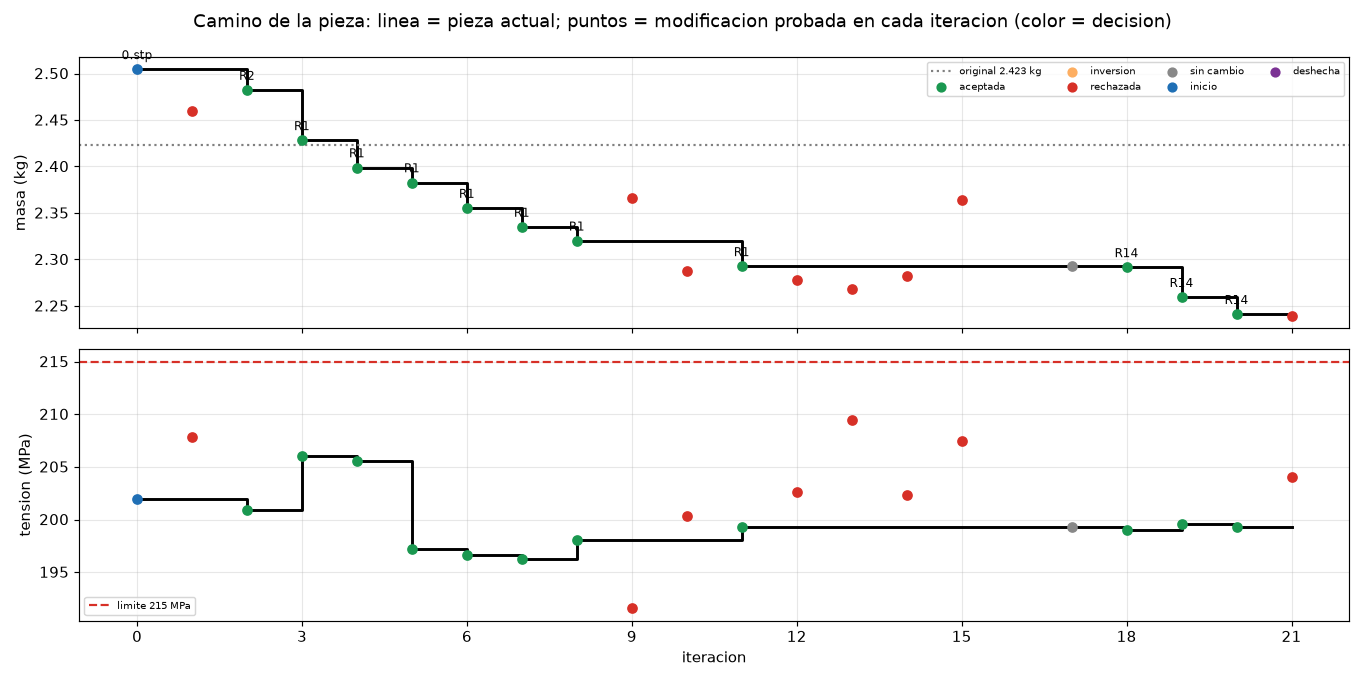 Camino de la pieza: linea = pieza actual; puntos = modificacion probada en cada iteracion (color = decision)
0.stp
original 2.423 kg
aceptada
inversion
rechazada
sin cambio
inicio
deshecha
2.50
2.45
2.40
2.35
2.30
2.25
masa (kg)
R2
R1
R1
R1
R1
R1
R1
R1
R14
R14
R14
215
210
205
200
195
tension (MPa)
limite 215 MPa
0
3
6
9
12
15
18
21
iteracion